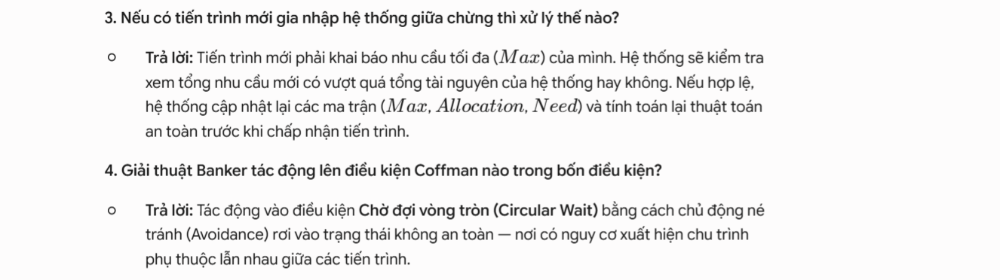 3. Nếu có tiến trình mới gia nhập hệ thống giữa chừng thì xử lý thế nào?
○ Trả lời: Tiến trình mới phải khai báo nhu cầu tối đa (Max) của mình. Hệ thống sẽ kiểm tra
xem tổng nhu cầu mới có vượt quá tổng tài nguyên của hệ thống hay không. Nếu hợp lệ,
hệ thống cập nhật lại các ma trận (Max, Allocation, Need) và tính toán lại thuật toán
an toàn trước khi chấp nhận tiến trình.
4. Giải thuật Banker tác động lên điều kiện Coffman nào trong bốn điều kiện?
○ Trả lời: Tác động vào điều kiện Chờ đợi vòng tròn (Circular Wait) bằng cách chủ động né
tránh (Avoidance) rơi vào trạng thái không an toàn — nơi có nguy cơ xuất hiện chu trình
phụ thuộc lẫn nhau giữa các tiến trình.